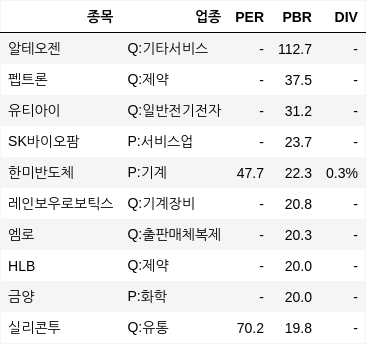 종목 업종 PER PBR DIV
알테오젠 Q:기타서비스 - 112.7 -
펩트론 Q:제약 - 37.5 -
유티아이 Q:일반전기전자 - 31.2 -
SK바이오팜 P:서비스업 - 23.7 -
한미반도체 P:기계 47.7 22.3 0.3%
레인보우로보틱스 Q:기계장비 - 20.8 -
엠로 Q:출판매체복제 - 20.3 -
HLB Q:제약 - 20.0 -
금양 P:화학 - 20.0 -
실리콘투 Q:유통 70.2 19.8 -